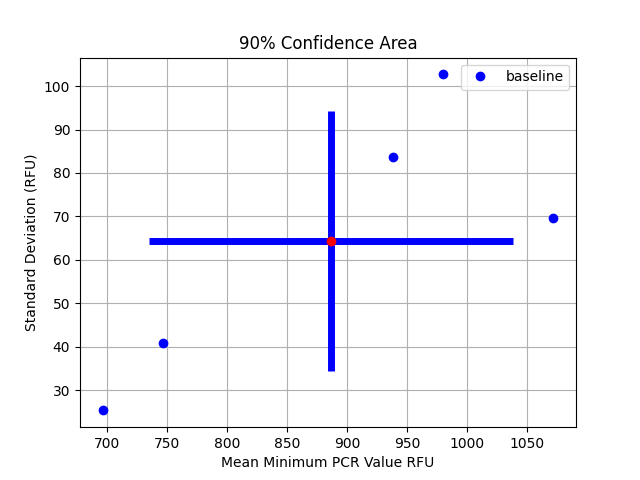 90% Confidence Area
baseline
Standard Deviation (RFU)
100
90
80
70
60
50
40
30
700 750 800 850 900 950 1000 1050
Mean Minimum PCR Value RFU